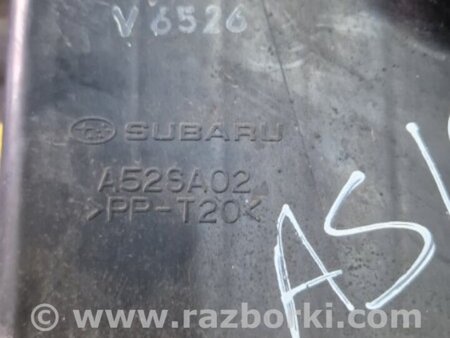 V6526
SUBARU
A52SA02
>PP-T20<
AS
© www.razborki.com